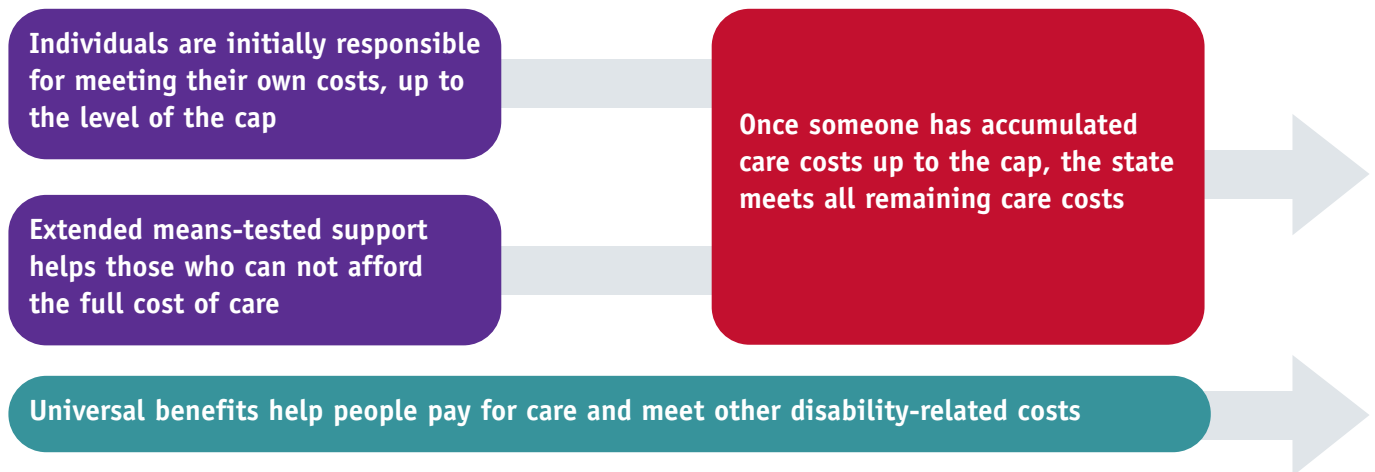 Individuals are initially responsible
for meeting their own costs, up to
the level of the cap
Extended means-tested support
helps those who can not afford
the full cost of care
Once someone has accumulated
care costs up to the cap, the state
meets all remaining care costs
Universal benefits help people pay for care and meet other disability-related costs